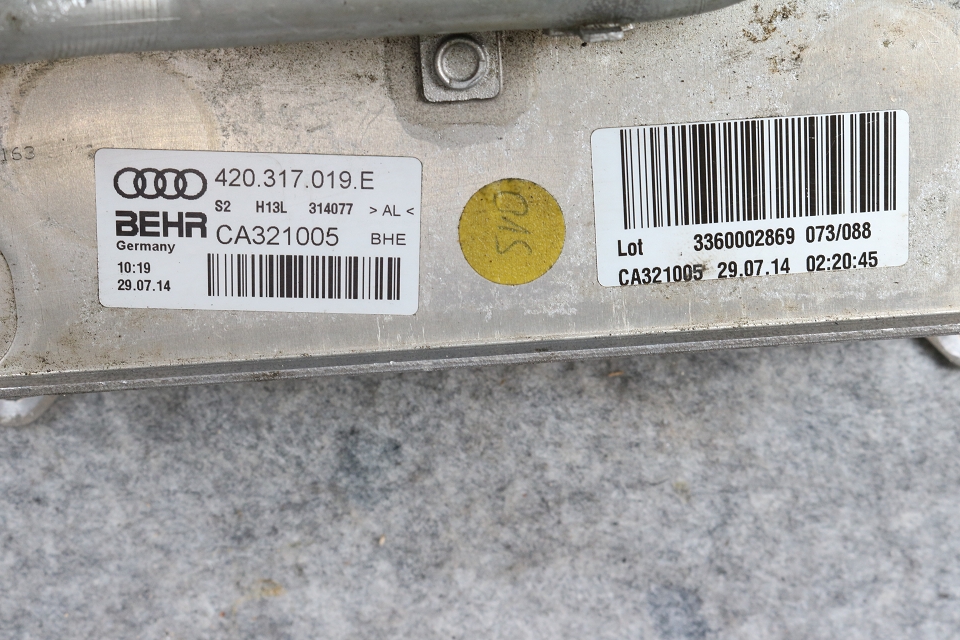 163
420.317.019.E
S2 H13L 314077 > AL <
BEHR CA321005 BHE
Germany
10:19
29.07.14
Lot 3360002869 073/088
CA321005 29.07.14 02:20:45